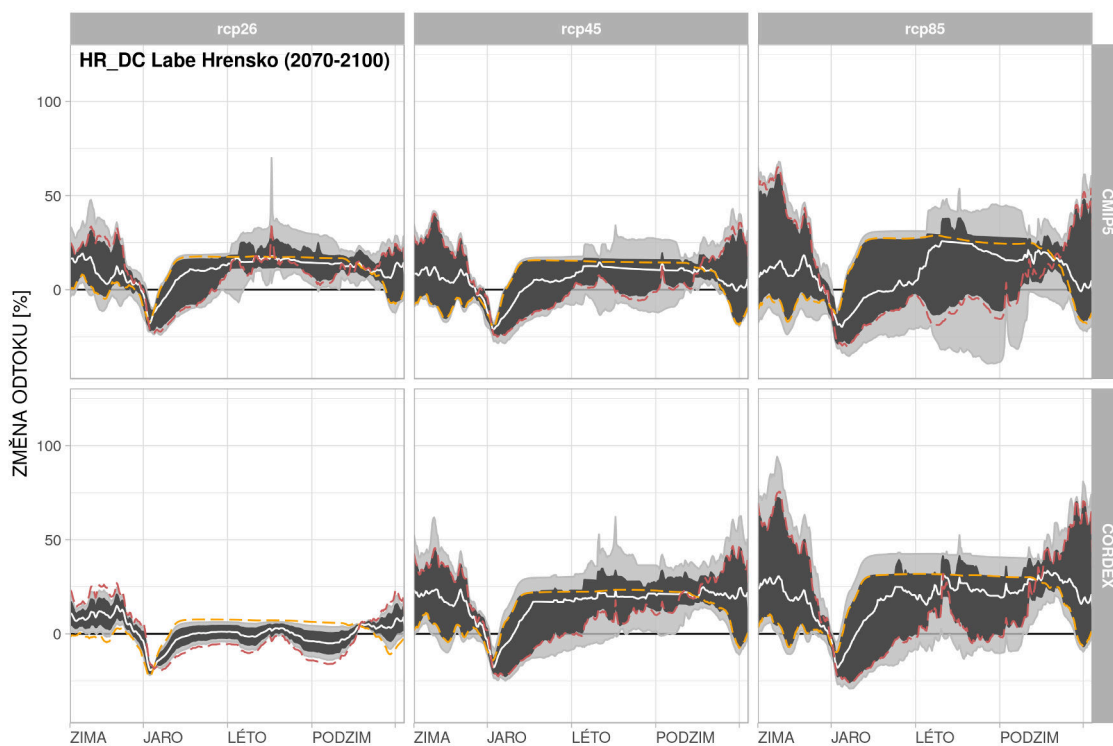 rcp26 rcp45 rcp85
HR_DC Labe Hrensko (2070-2100)
ZMĚNA ODTOKU [%]
100
50
0
CMIP5
100
50
0
CORDEX
ZIMA JARO LÉTO PODZIM ZIMA JARO LÉTO PODZIM ZIMA JARO LÉTO PODZIM